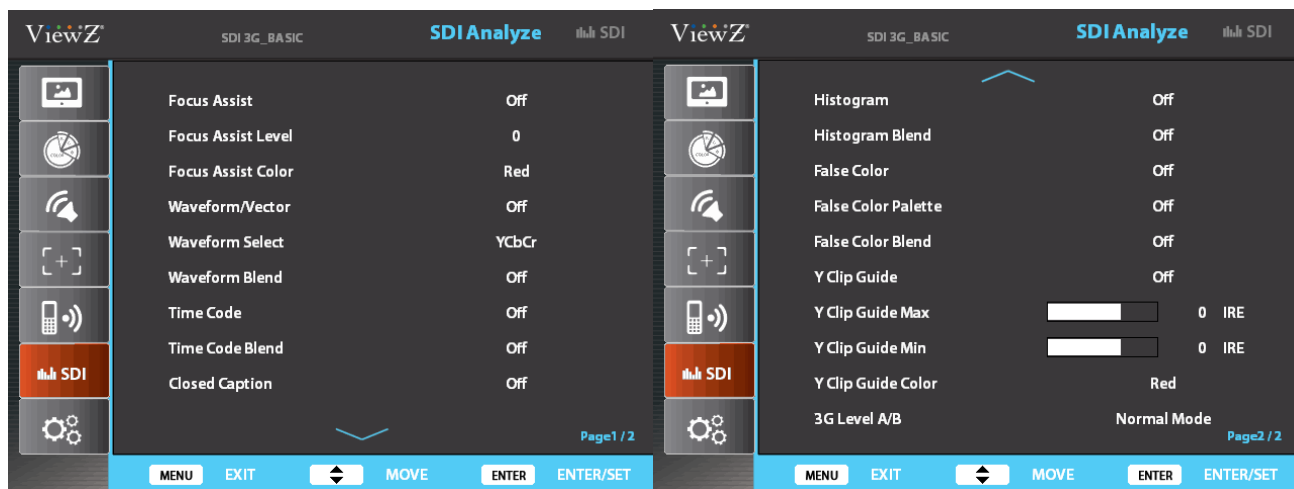 ViewZ SDI 3G_BASIC SDI Analyze SDI
Focus Assist Off
Focus Assist Level 0
Focus Assist Color Red
Waveform/Vector Off
Waveform Select YCbCr
Waveform Blend Off
Time Code Off
Time Code Blend Off
SDI
Closed Caption Off
Page1 / 2
MENU EXIT MOVE ENTER ENTER/SET
ViewZ SDI 3G_BASIC SDI Analyze SDI
Histogram Off
Histogram Blend Off
COLOR
False Color Off
False Color Palette Off
False Color Blend Off
Y Clip Guide Off
Y Clip Guide Max 0 IRE
Y Clip Guide Min 0 IRE
SDI
Y Clip Guide Color Red
3G Level A/B Normal Mode
Page2 / 2
MENU EXIT MOVE ENTER ENTER/SET